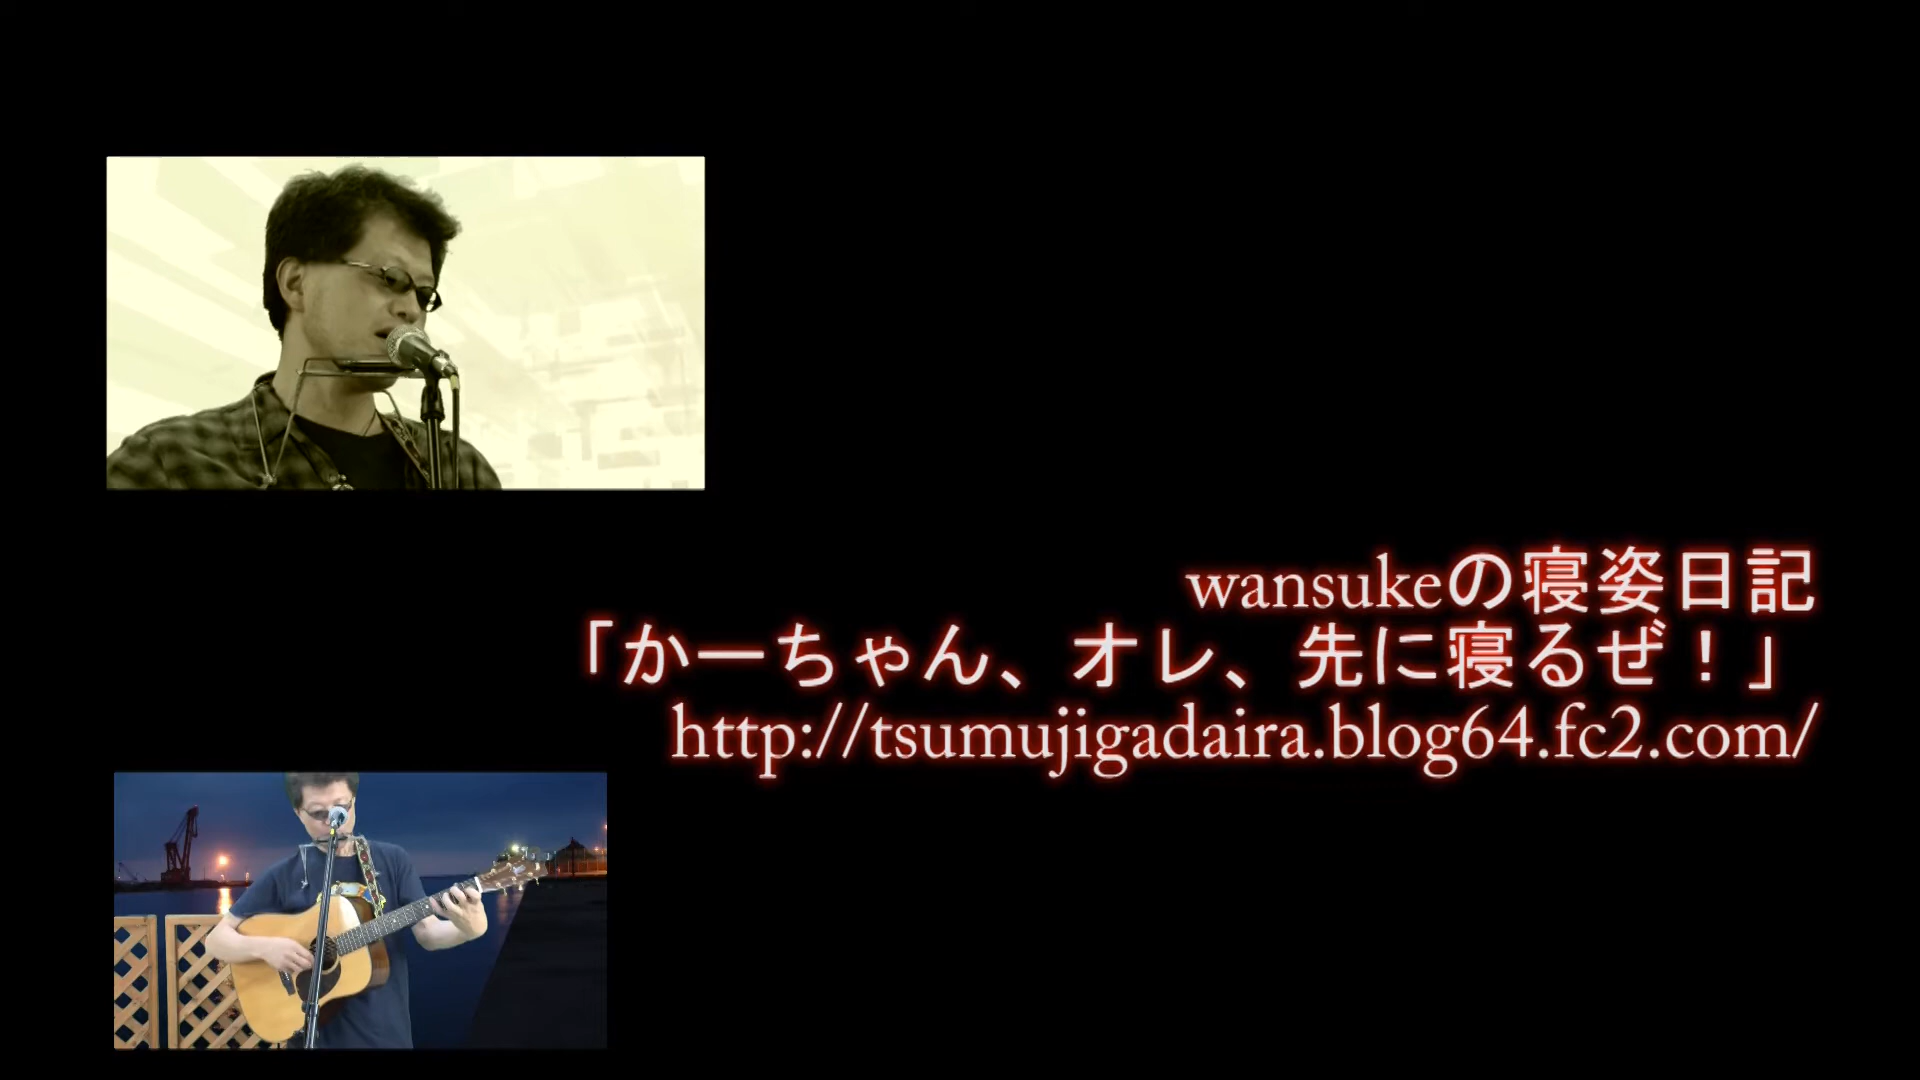 wansukeの寝姿日記
「かーちゃん、オレ、先に寝るぜ！」
http://tsumujigadaira.blog64.fc2.com/